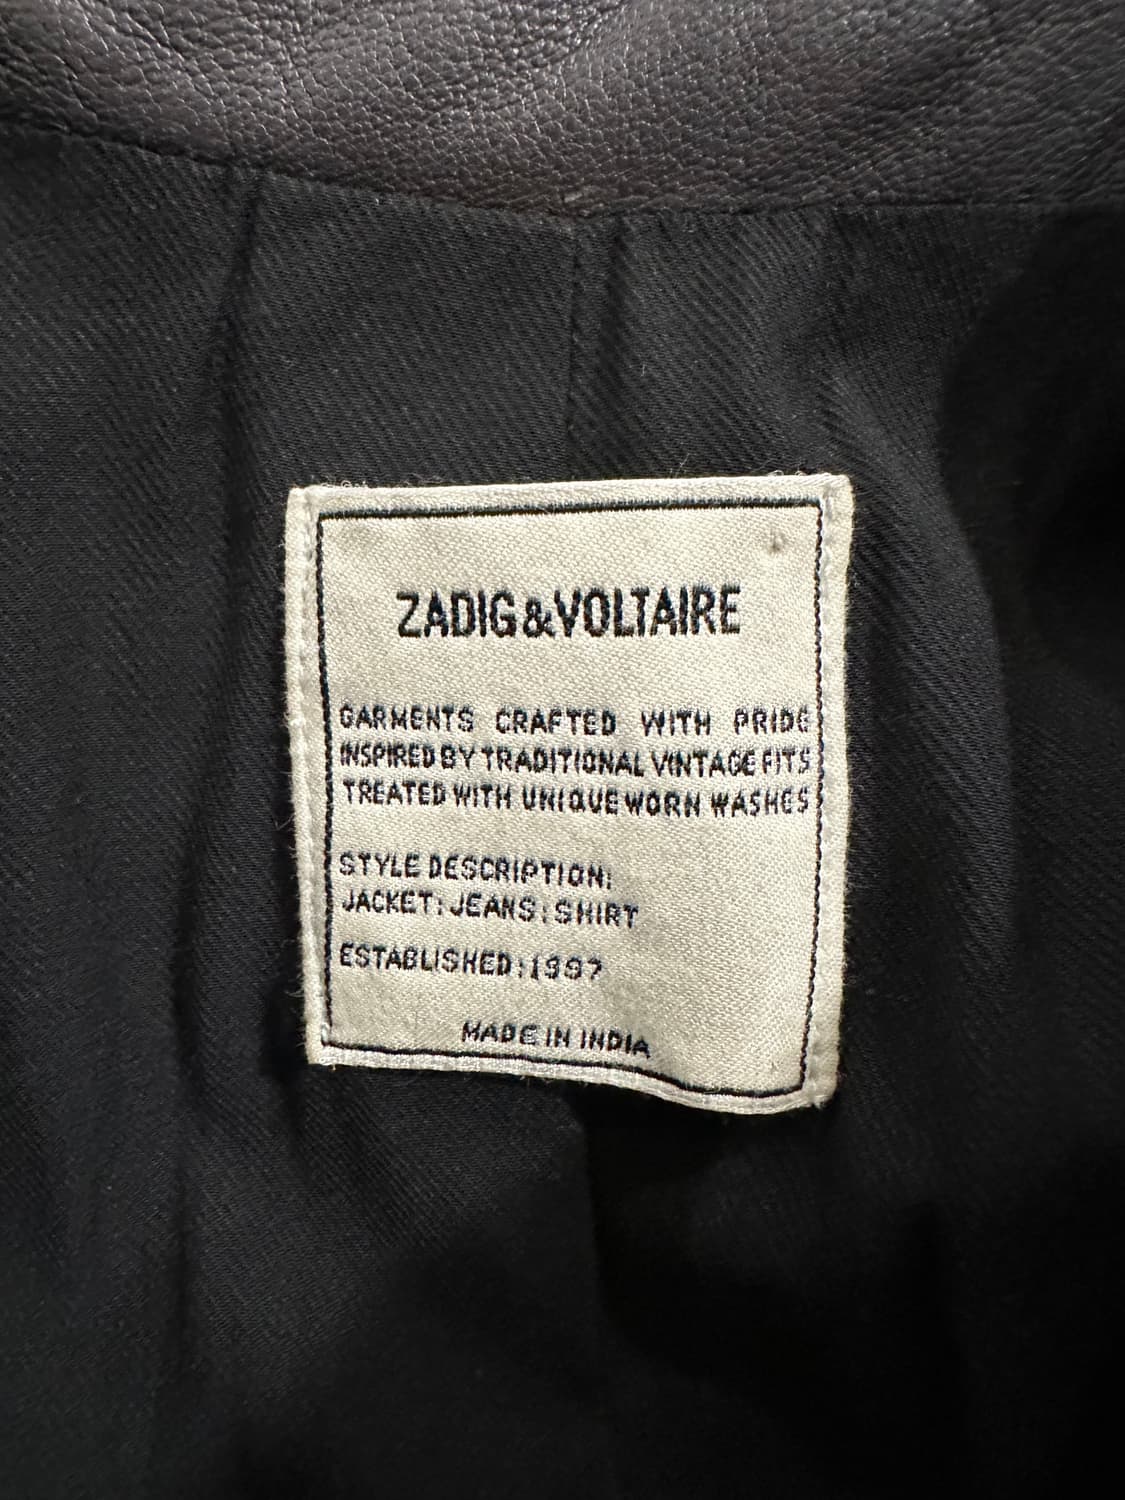 ZADIG&VOLTAIRE
GARMENTS CRAFTED WITH PRIDE
INSPIRED BY TRADITIONAL VINTAGE FITS
TREATED WITH UNIQUE WORN WASHES
STYLE DESCRIPTION:
JACKET: JEANS: SHIRT
ESTABLISHED: 1997
MADE IN INDIA